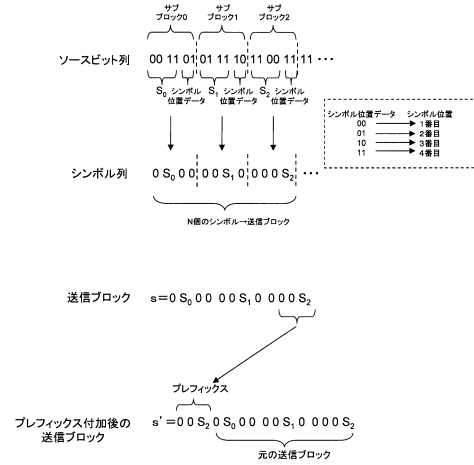 サブ
ブロック0
サブ
ブロック1
サブ
ブロック2
ソースビット列
00 11 01 01 11 10 11 00 11 11 ･･･
S0 シンボル
位置データ
S1 シンボル
位置データ
S2 シンボル
位置データ
シンボル位置データ シンボル位置
00 1番目
01 2番目
10 3番目
11 4番目
シンボル列
0 S0 0 0 0 0 S1 0 0 0 0 S2 ･･･
N個のシンボル→送信ブロック
送信ブロック
s=0 S0 0 0 0 0 S1 0 0 0 0 S2
プレフィックス
プレフィックス付加後の
送信ブロック
s'=0 0 S2 0 S0 0 0 0 0 S1 0 0 0 0 S2
元の送信ブロック